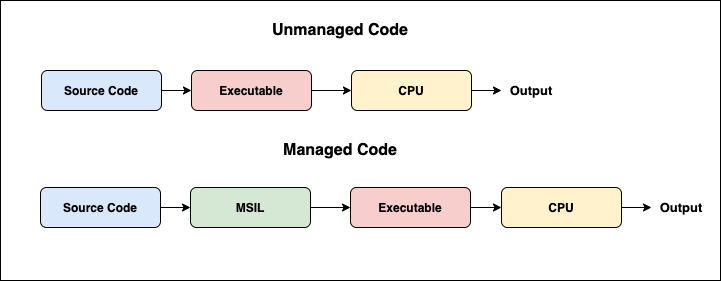 Unmanaged Code
Source Code
Executable
CPU
Output
Managed Code
Source Code
MSIL
Executable
CPU
Output